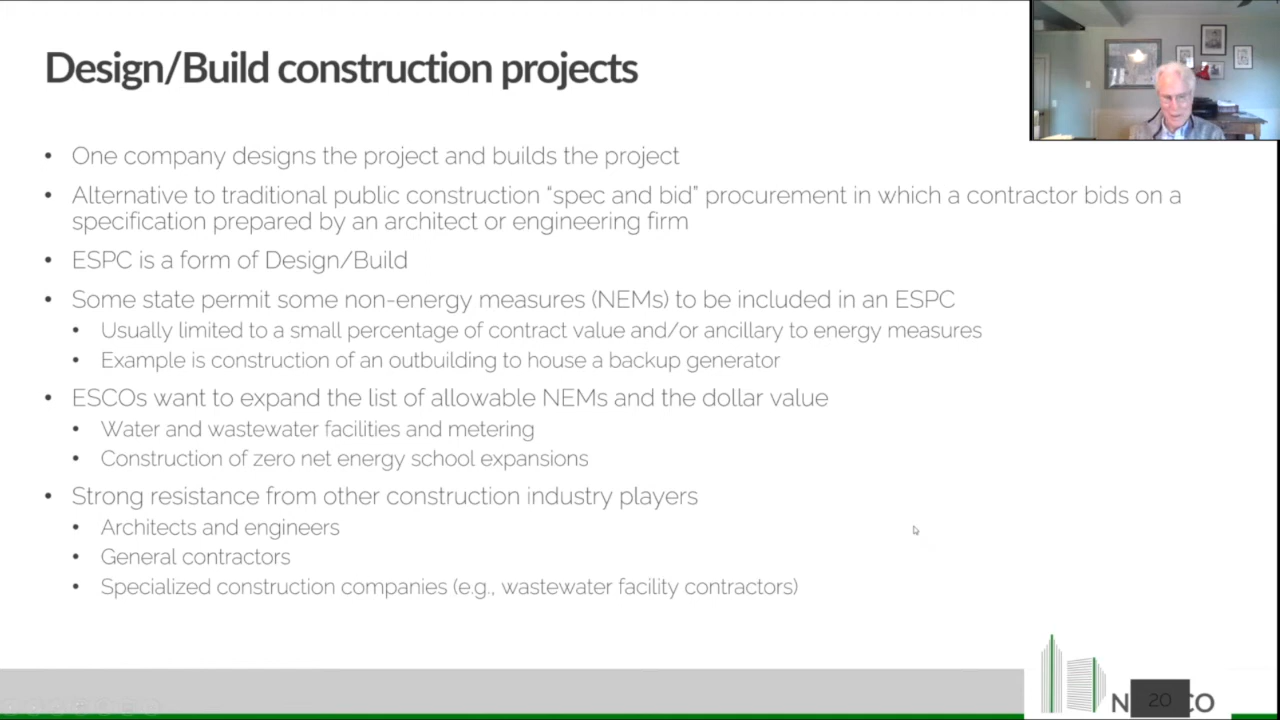 Design/Build construction projects
• One company designs the project and builds the project
• Alternative to traditional public construction “spec and bid” procurement in which a contractor bids on a
specification prepared by an architect or engineering firm
• ESPC is a form of Design/Build
• Some state permit some non-energy measures (NEMs) to be included in an ESPC
• Usually limited to a small percentage of contract value and/or ancillary to energy measures
• Example is construction of an outbuilding to house a backup generator
• ESCOs want to expand the list of allowable NEMs and the dollar value
• Water and wastewater facilities and metering
• Construction of zero net energy school expansions
• Strong resistance from other construction industry players
• Architects and engineers
• General contractors
• Specialized construction companies (e.g., wastewater facility contractors)
20